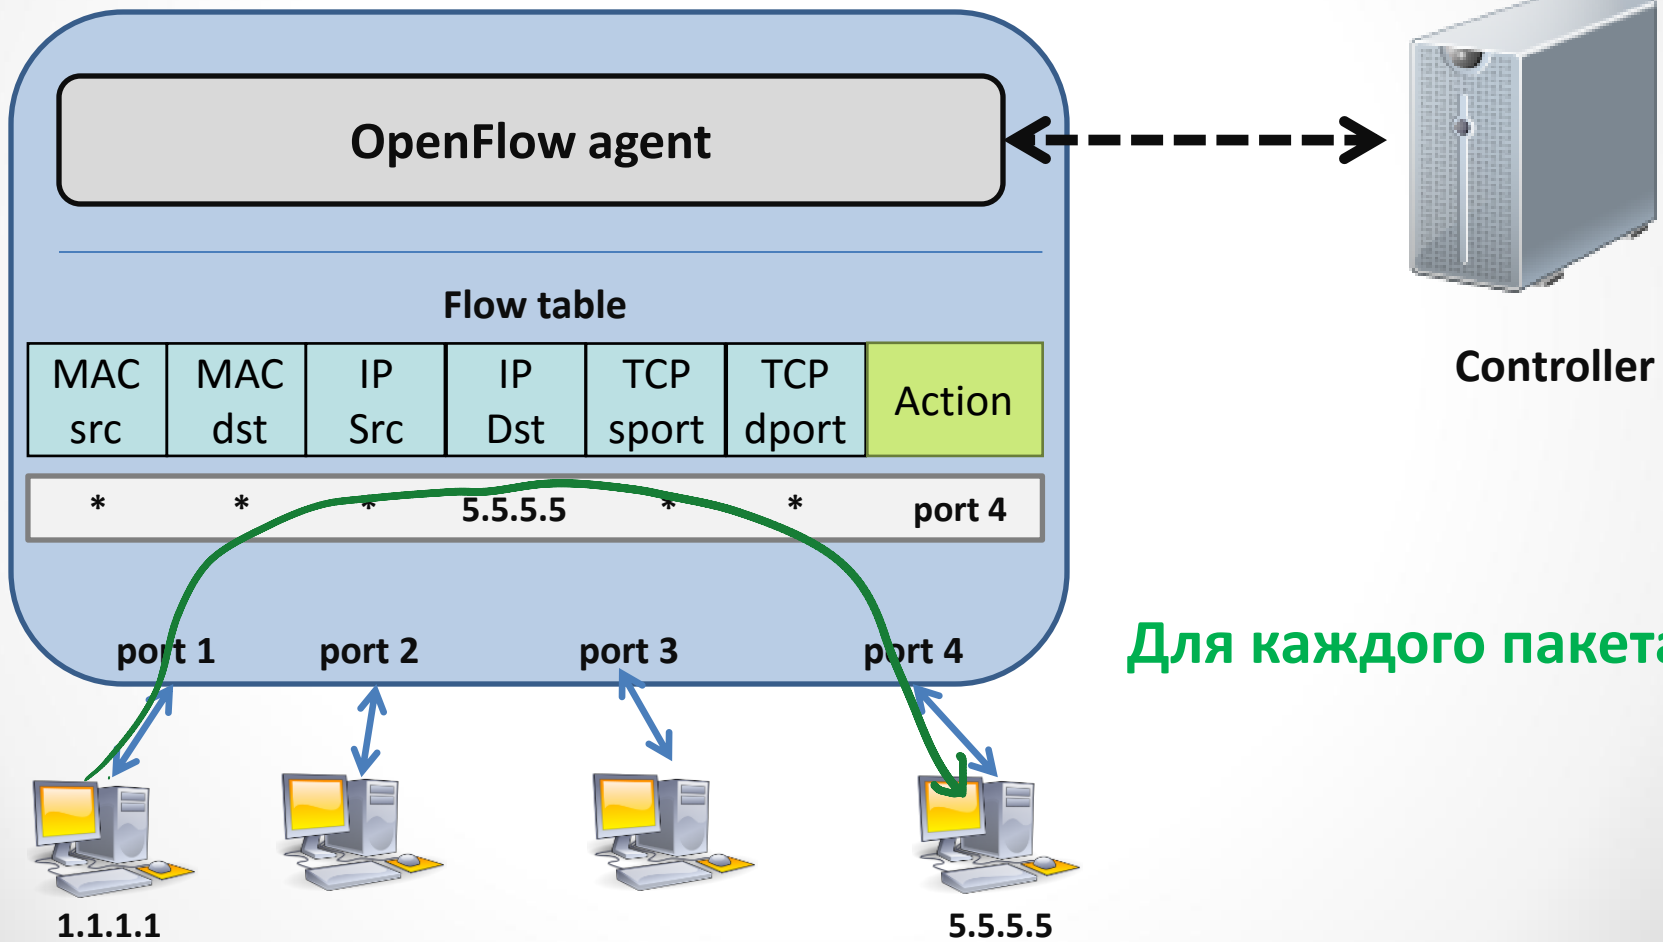 OpenFlow agent
Flow table
MAC src
MAC dst
IP Src
IP Dst
TCP sport
TCP dport
Action
* * * 5.5.5.5 * * port 4
port 1 port 2 port 3 port 4
1.1.1.1
5.5.5.5
Controller
Для каждого пакета